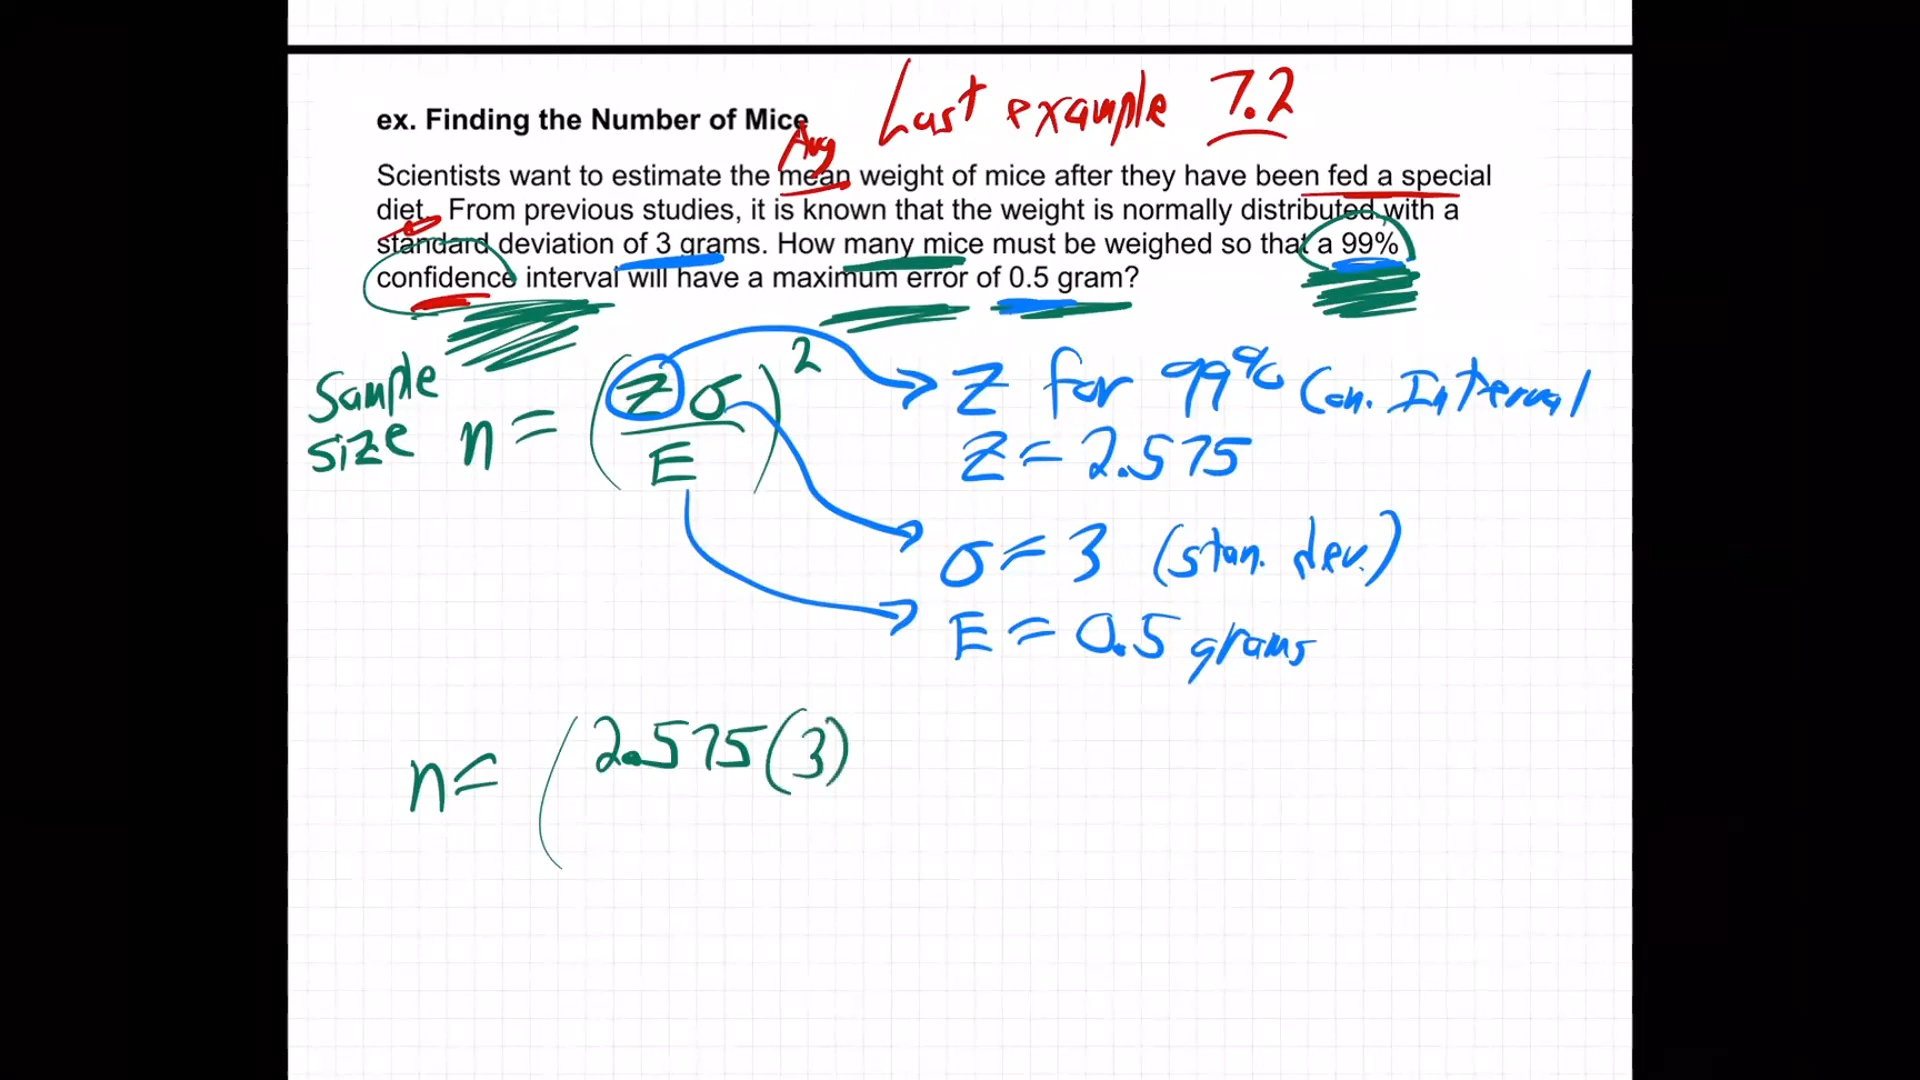 Last example 7.2
ex. Finding the Number of Mice
Avg
Scientists want to estimate the mean weight of mice after they have been fed a special
diet. From previous studies, it is known that the weight is normally distributed with a
standard deviation of 3 grams. How many mice must be weighed so that a 99%
confidence interval will have a maximum error of 0.5 gram?
Sample
size n = (Zσ/E)²
Z for 99% Con. Interval
Z = 2.575
σ = 3 (stan. dev.)
E = 0.5 grams
n = (2.575(3)